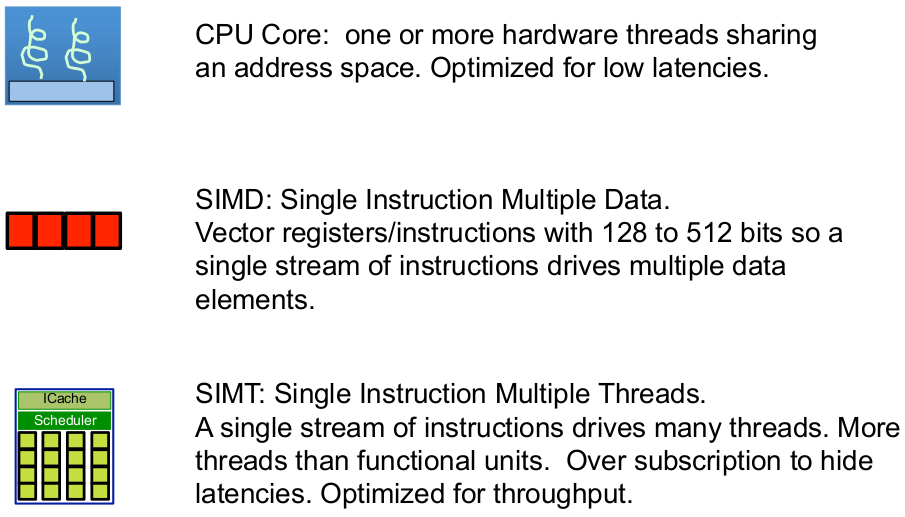 CPU Core:  one or more hardware threads sharing
an address space. Optimized for low latencies.
SIMD: Single Instruction Multiple Data.
Vector registers/instructions with 128 to 512 bits so a
single stream of instructions drives multiple data
elements.
ICache
Scheduler
SIMT: Single Instruction Multiple Threads.
A single stream of instructions drives many threads. More
threads than functional units.  Over subscription to hide
latencies. Optimized for throughput.